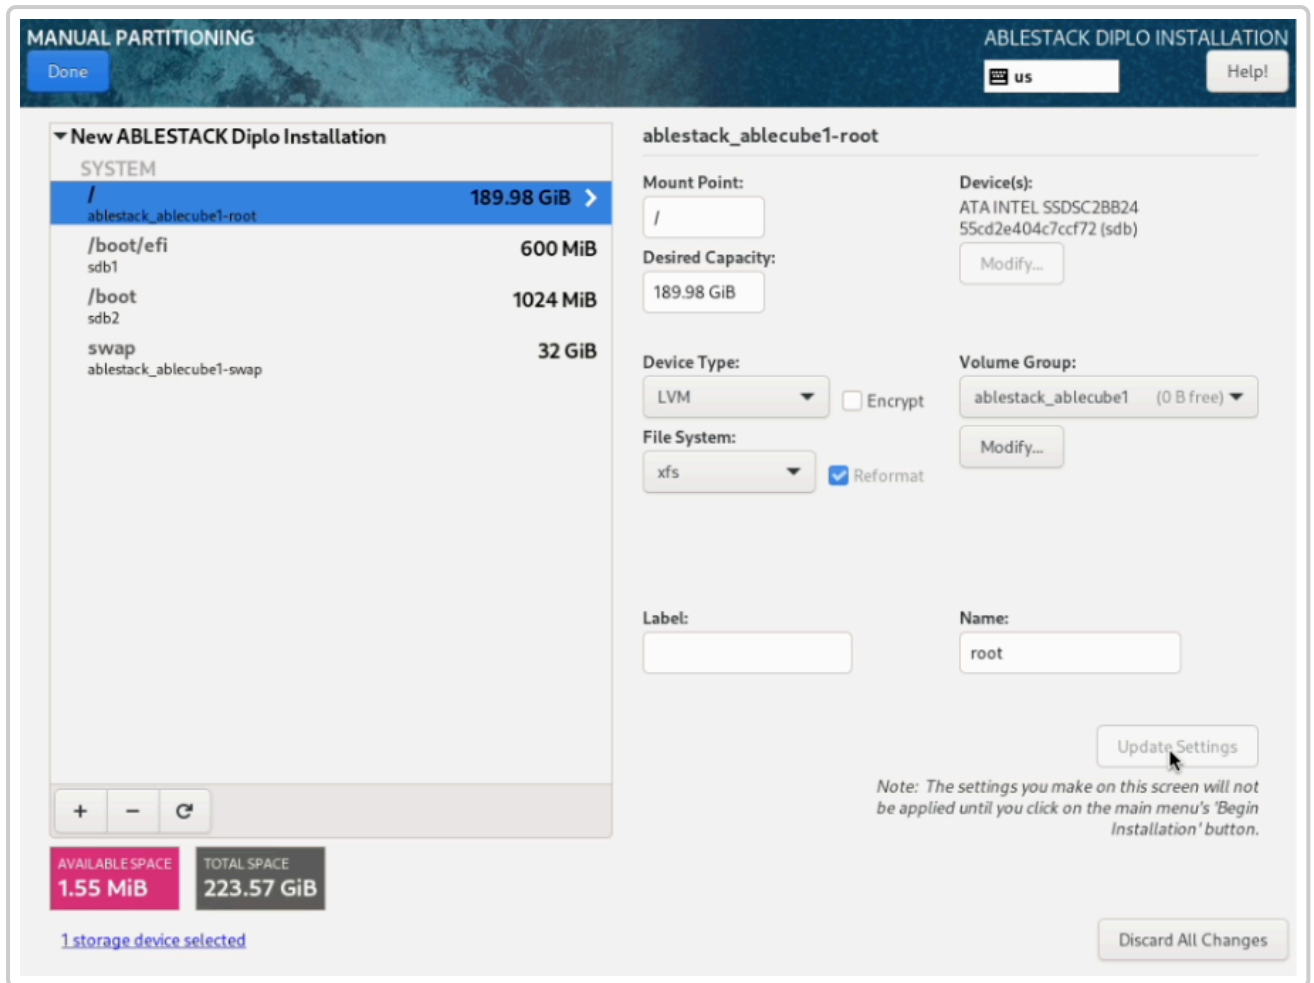 MANUAL PARTITIONING
Done
ABLESTACK DIPLO INSTALLATION
us
Help!
New ABLESTACK Diplo Installation
SYSTEM
/
189.98 GiB
ablestack_ablecube1-root
/boot/efi
600 MiB
sdb1
/boot
1024 MiB
sdb2
swap
32 GiB
ablestack_ablecube1-swap
+ −
AVAILABLE SPACE
1.55 MiB
TOTAL SPACE
223.57 GiB
1 storage device selected
ablestack_ablecube1-root
Mount Point:
/
Desired Capacity:
189.98 GiB
Device(s):
ATA INTEL SSDSC2BB24
55cd2e404c7ccf72 (sdb)
Modify...
Device Type:
LVM
Encrypt
File System:
xfs
Reformat
Volume Group:
ablestack_ablecube1 (0 B free)
Modify...
Label:
Name:
root
Update Settings
Note: The settings you make on this screen will not
be applied until you click on the main menu's 'Begin
Installation' button.
Discard All Changes